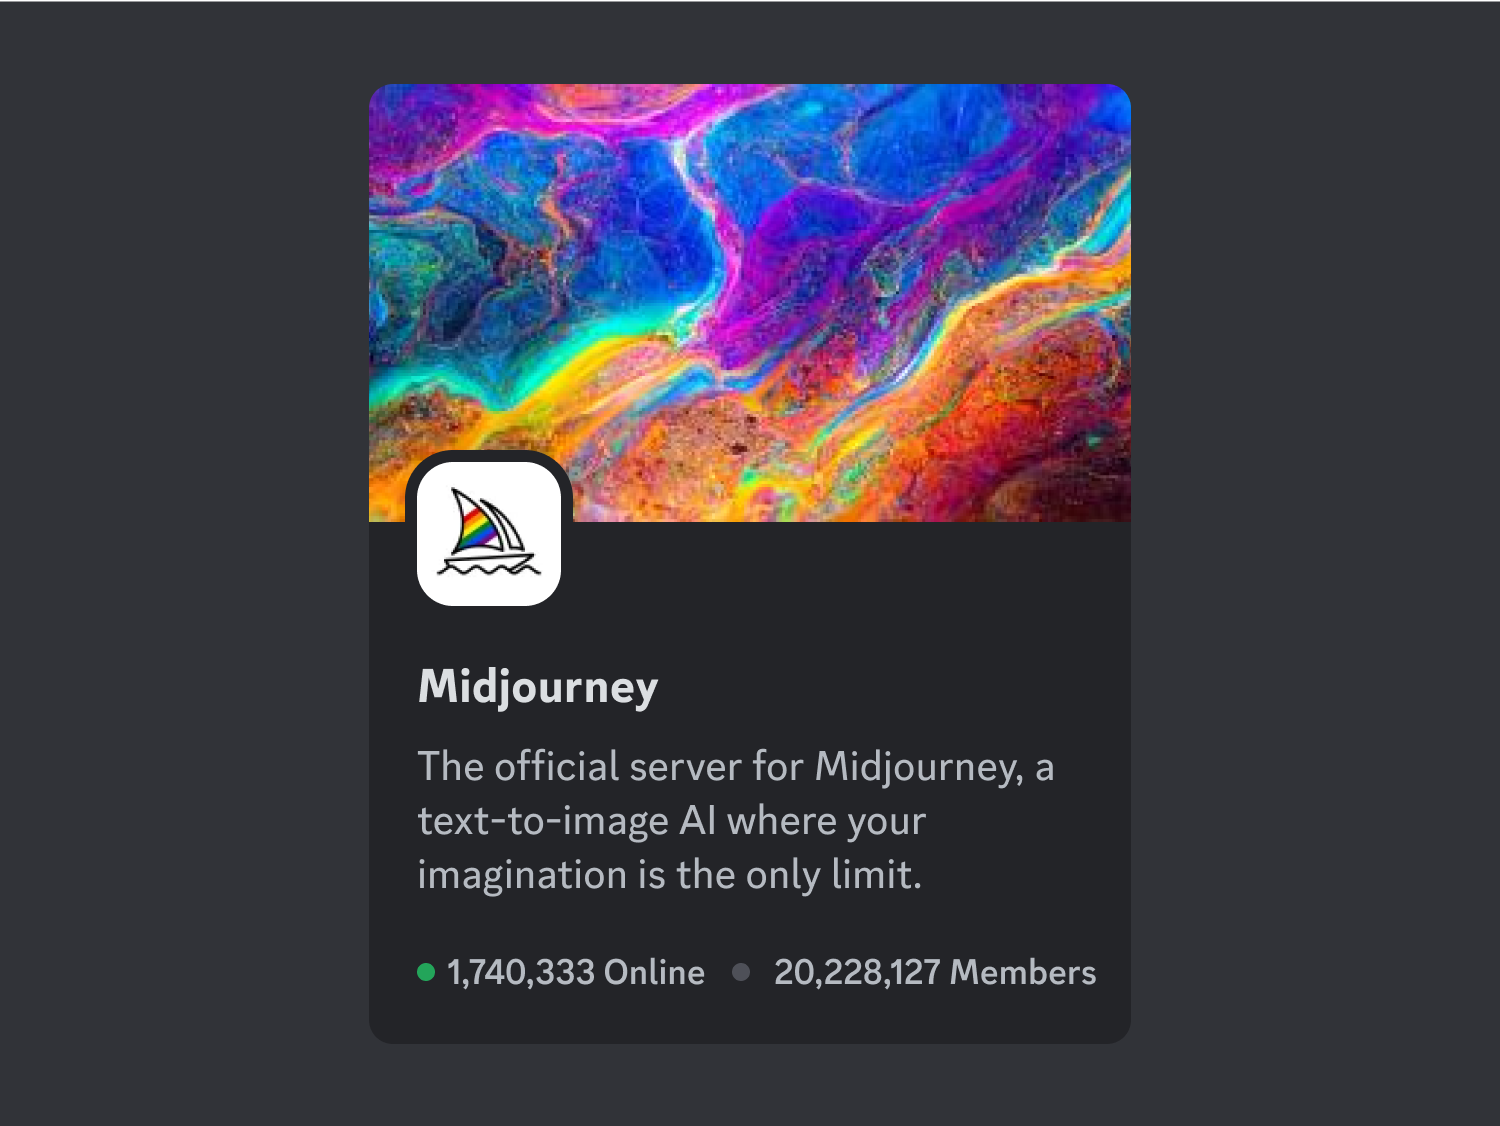 Midjourney
The official server for Midjourney, a
text-to-image AI where your
imagination is the only limit.
1,740,333 Online 20,228,127 Members